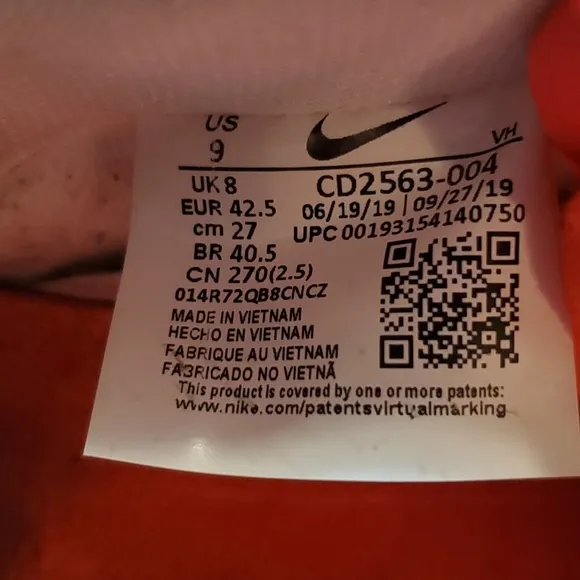 US
9
VH
UK 8
EUR 42.5
cm 27
BR 40.5
CN 270(2.5)
014R72QB8CNCZ
CD2563-004
06/19/19 | 09/27/19
UPC 00193154140750
MADE IN VIETNAM
HECHO EN VIETNAM
FABRIQUE AU VIETNAM
FABRICADO NO VIETNÃ
This product is covered by one or more patents:
www.nike.com/patentsvirtualmarking